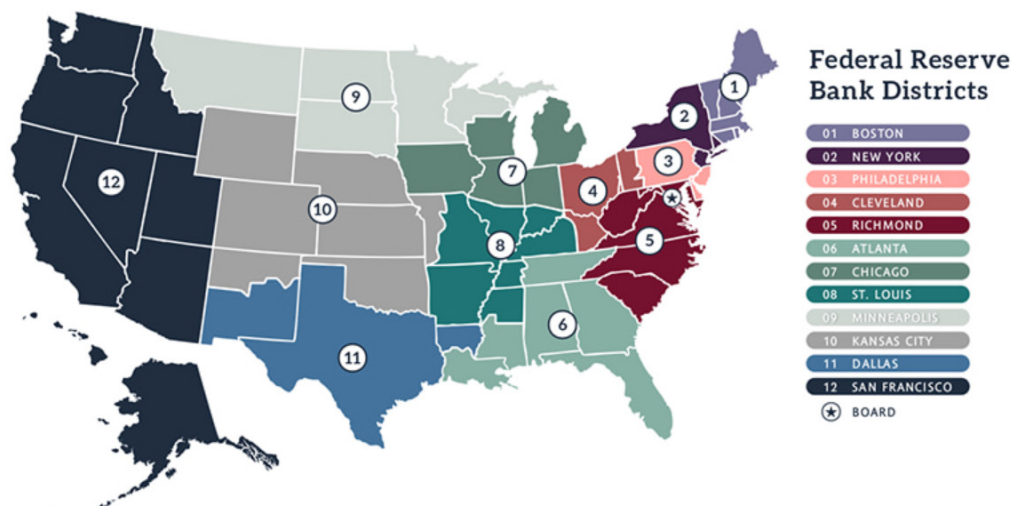 Federal Reserve
Bank Districts
01 BOSTON
02 NEW YORK
03 PHILADELPHIA
04 CLEVELAND
05 RICHMOND
06 ATLANTA
07 CHICAGO
08 ST. LOUIS
09 MINNEAPOLIS
10 KANSAS CITY
11 DALLAS
12 SAN FRANCISCO
BOARD
1
2
9
3
7
12
4
10
5
8
6
11